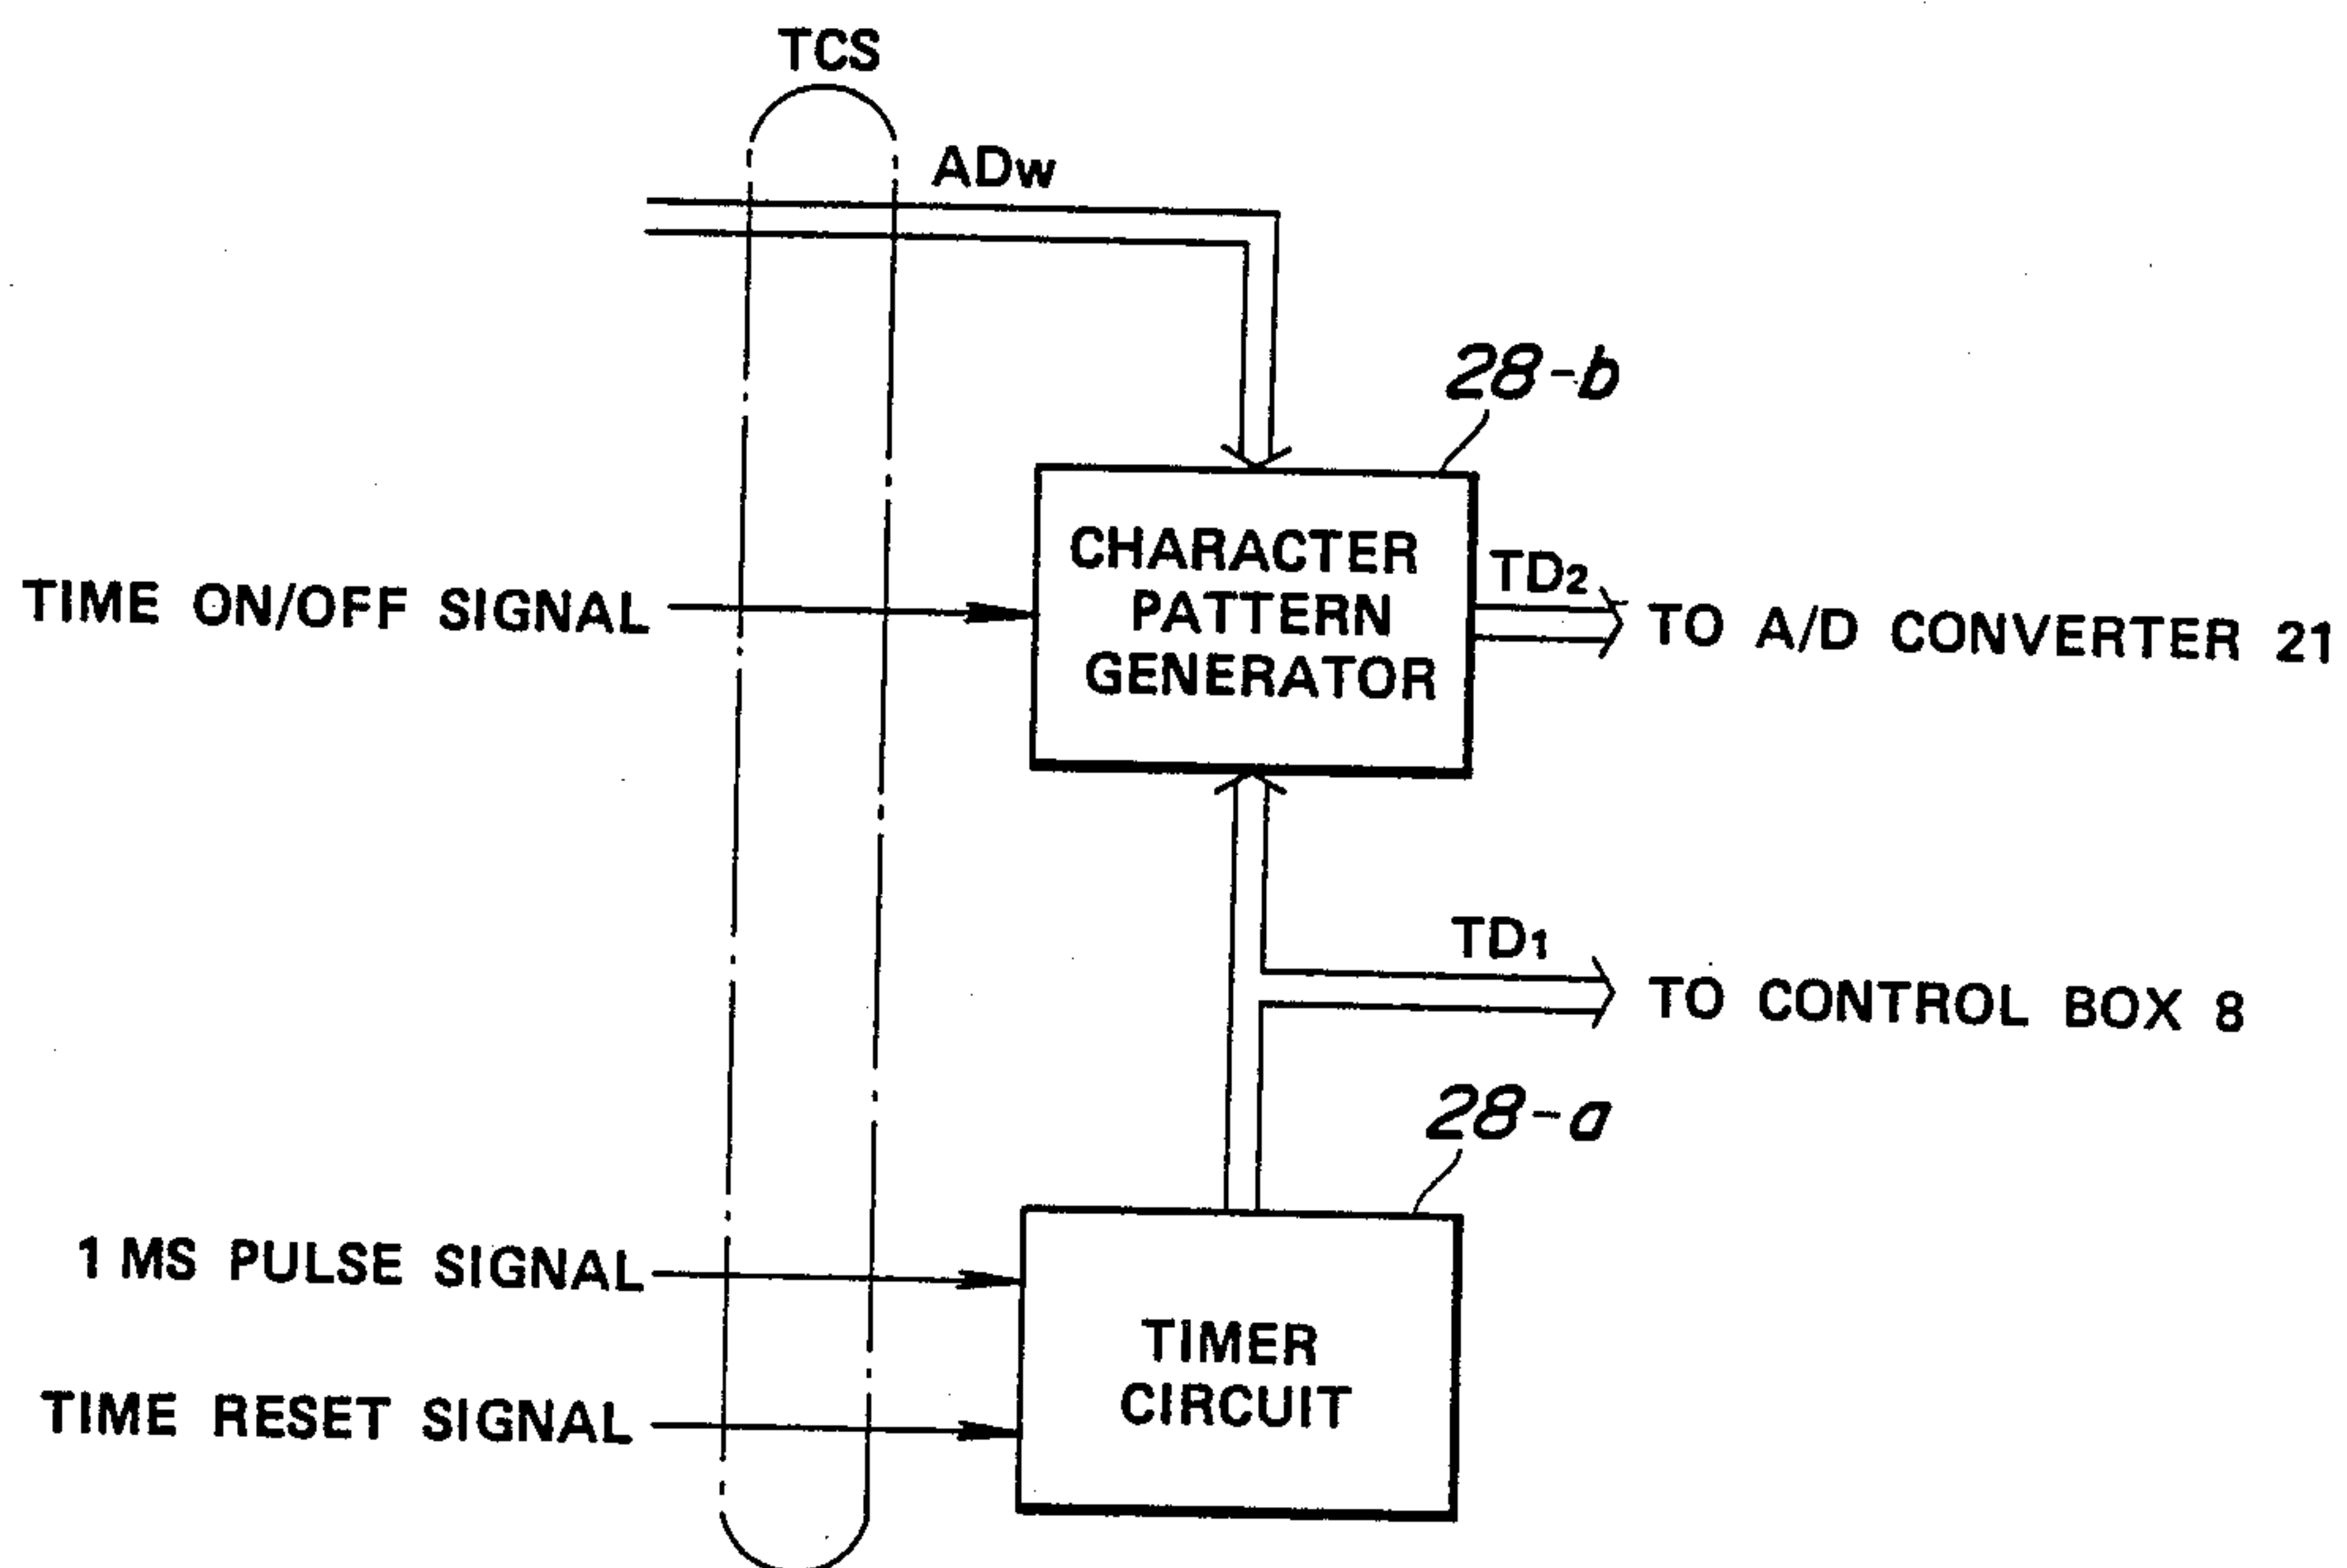 TCS
ADw
28-b
CHARACTER
PATTERN
GENERATOR
TIME ON/OFF SIGNAL
TD2
TO A/D CONVERTER 21
TD1
TO CONTROL BOX 8
28-a
1 MS PULSE SIGNAL
TIMER
CIRCUIT
TIME RESET SIGNAL